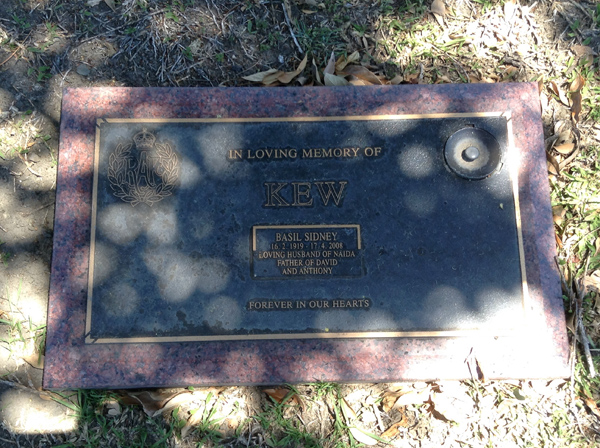 RAAF
IN LOVING MEMORY OF
KEW
BASIL SIDNEY
16. 2. 1919 17. 4. 2008
LOVING HUSBAND OF NAIDA
FATHER OF DAVID
AND ANTHONY
FOREVER IN OUR HEARTS